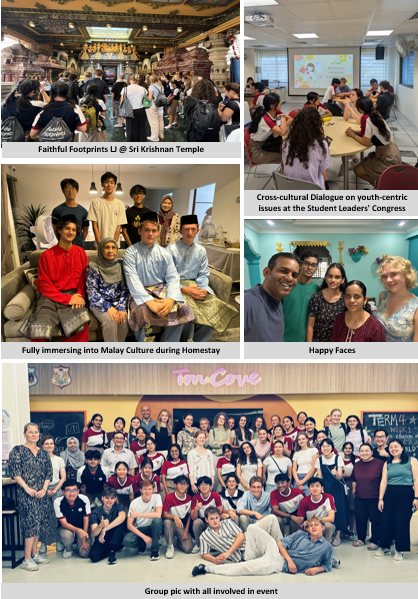 Faithful Footprints LJ @ Sri Krishnan Temple
Cross-cultural Dialogue on youth-centric
issues at the Student Leaders' Congress
Fully immersing into Malay Culture during Homestay
Happy Faces
Ton Cove
TERM 4
Group pic with all involved in event